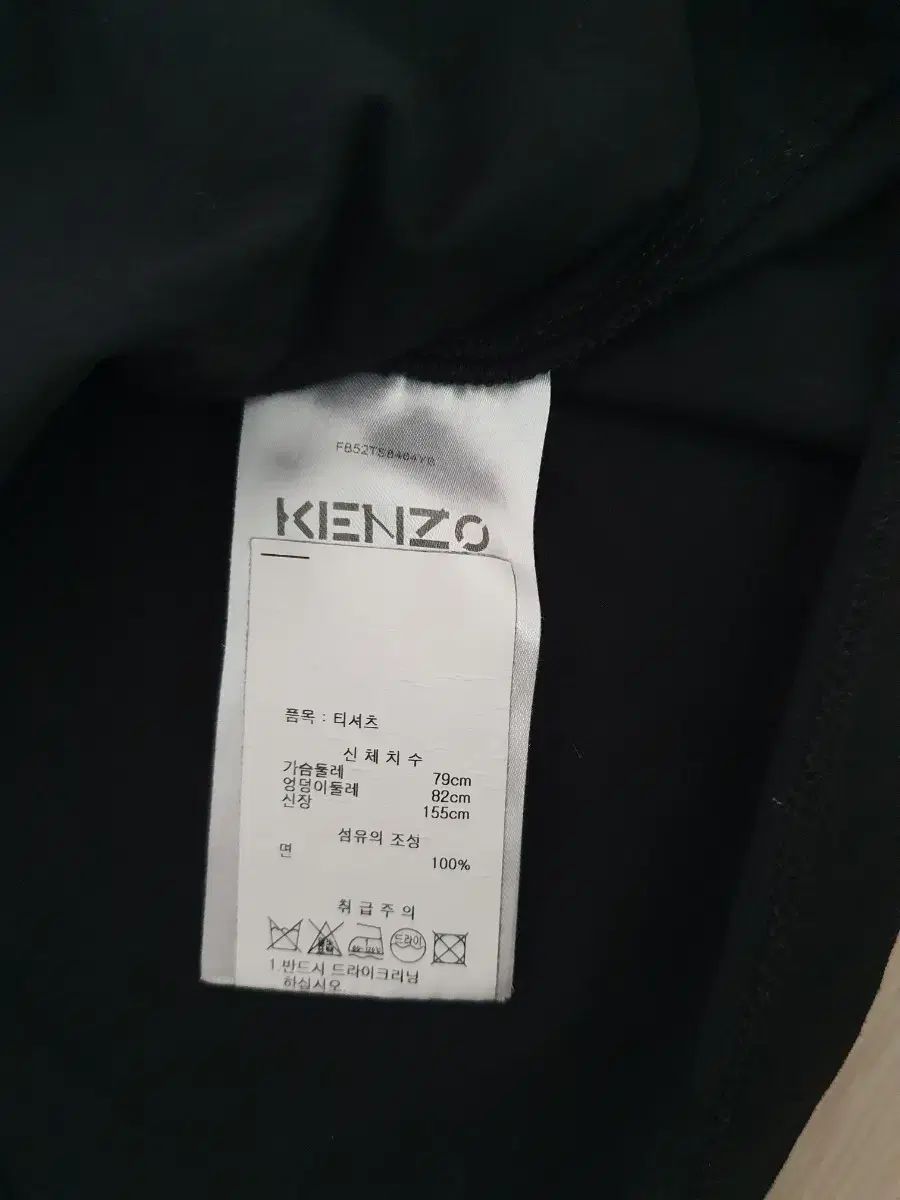 FB52TS8404YB
KENZO
품목 : 티셔츠
신 체 치 수
가슴둘레 79cm
엉덩이둘레 82cm
신장 155cm
섬유의 조성
면 100%
취 급 주 의
드라이
1.반드시 드라이크리닝
하십시오.